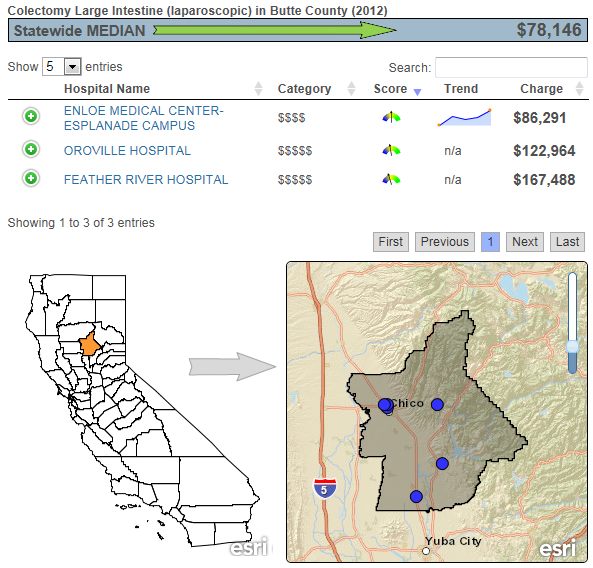 Colectomy Large Intestine (laparoscopic) in Butte County (2012)
Statewide MEDIAN $78,146
Show 5 entries Search:
Hospital Name Category Score Trend Charge
ENLOE MEDICAL CENTER-
ESPLANADE CAMPUS $$$$ $86,291
OROVILLE HOSPITAL $$$$$ n/a $122,964
FEATHER RIVER HOSPITAL $$$$$ n/a $167,488
Showing 1 to 3 of 3 entries
First Previous 1 Next Last
Chico
5
Yuba City
esri esri